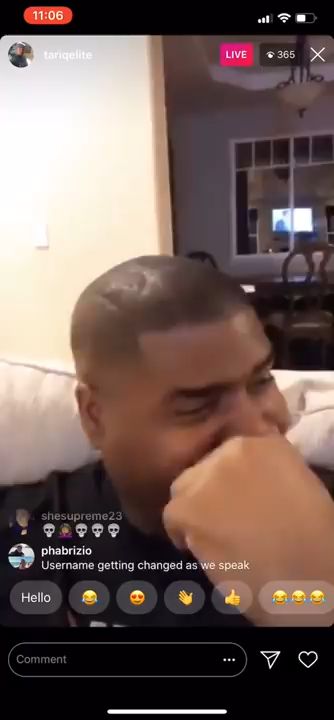 11:06
tariqelite
LIVE
365
shesupreme23
💀🤦🏾‍♀️💀💀💀
phabrizio
Username getting changed as we speak
Hello 😂 😍 👋 👍 😂😂😂
Comment